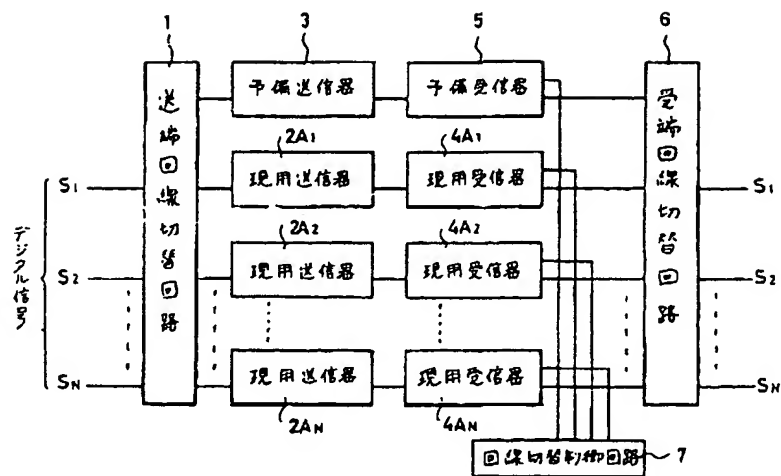 1
3
5
6
送端回線切替回路
予備送信器
予備受信器
受端回線切替回路
2A1
4A1
S1
現用送信器
現用受信器
S1
デジタル信号
2A2
4A2
S2
現用送信器
現用受信器
S2
SN
現用送信器
現用受信器
SN
2AN
4AN
回線切替制御回路
7